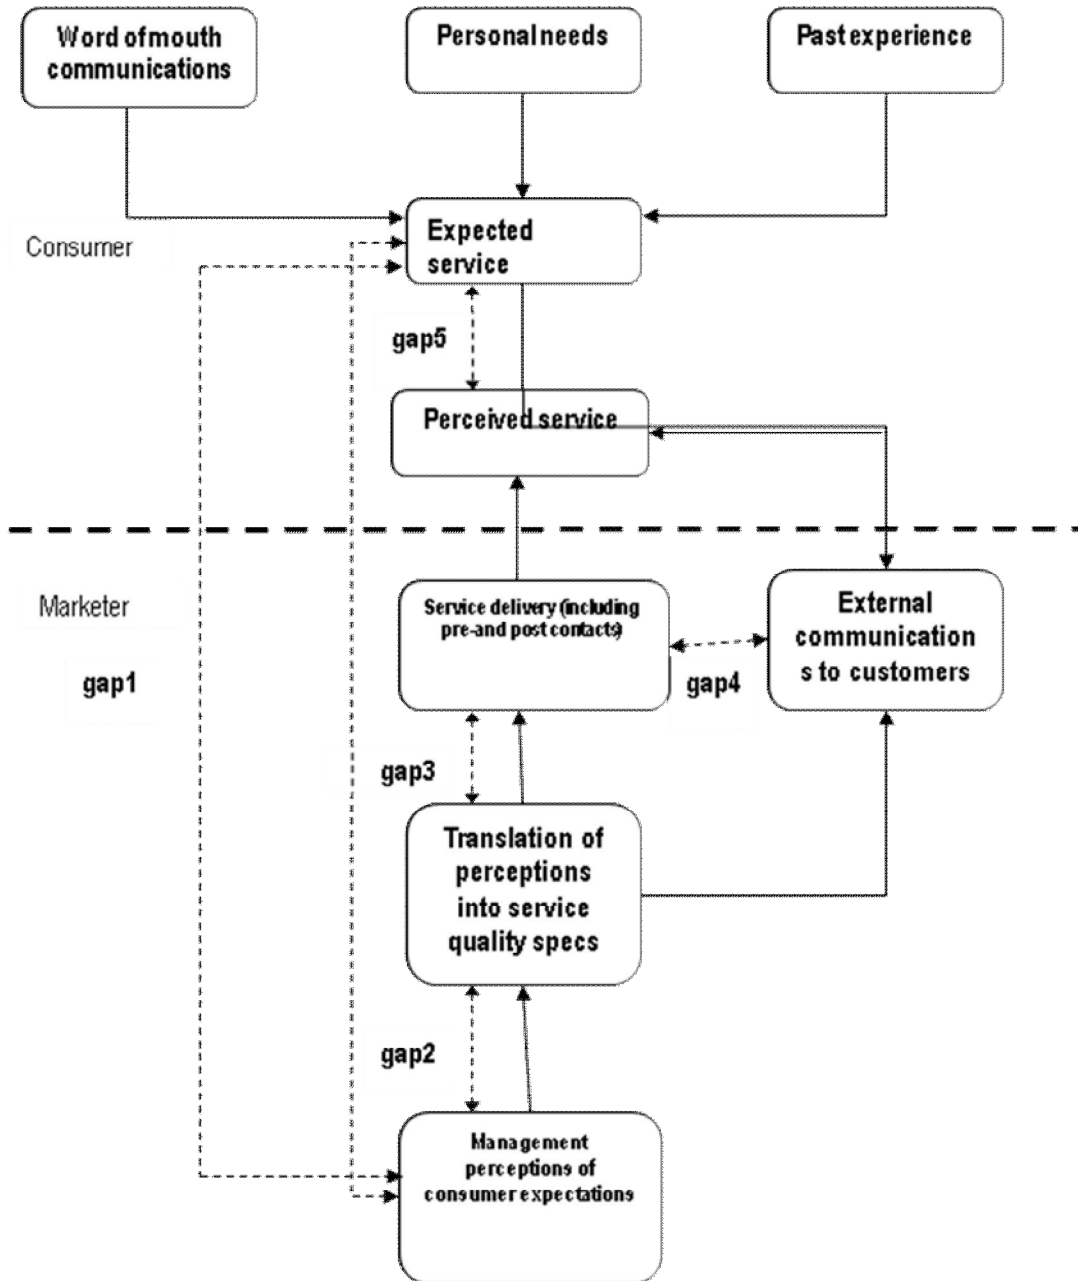 Word of mouth
communications
Personal needs
Past experience
Expected
service
Consumer
gap5
Perceived service
Marketer
Service delivery (including
pre-and post contacts)
External
communication
s to customers
gap1
gap4
gap3
Translation of
perceptions
into service
quality specs
gap2
Management
perceptions of
consumer expectations